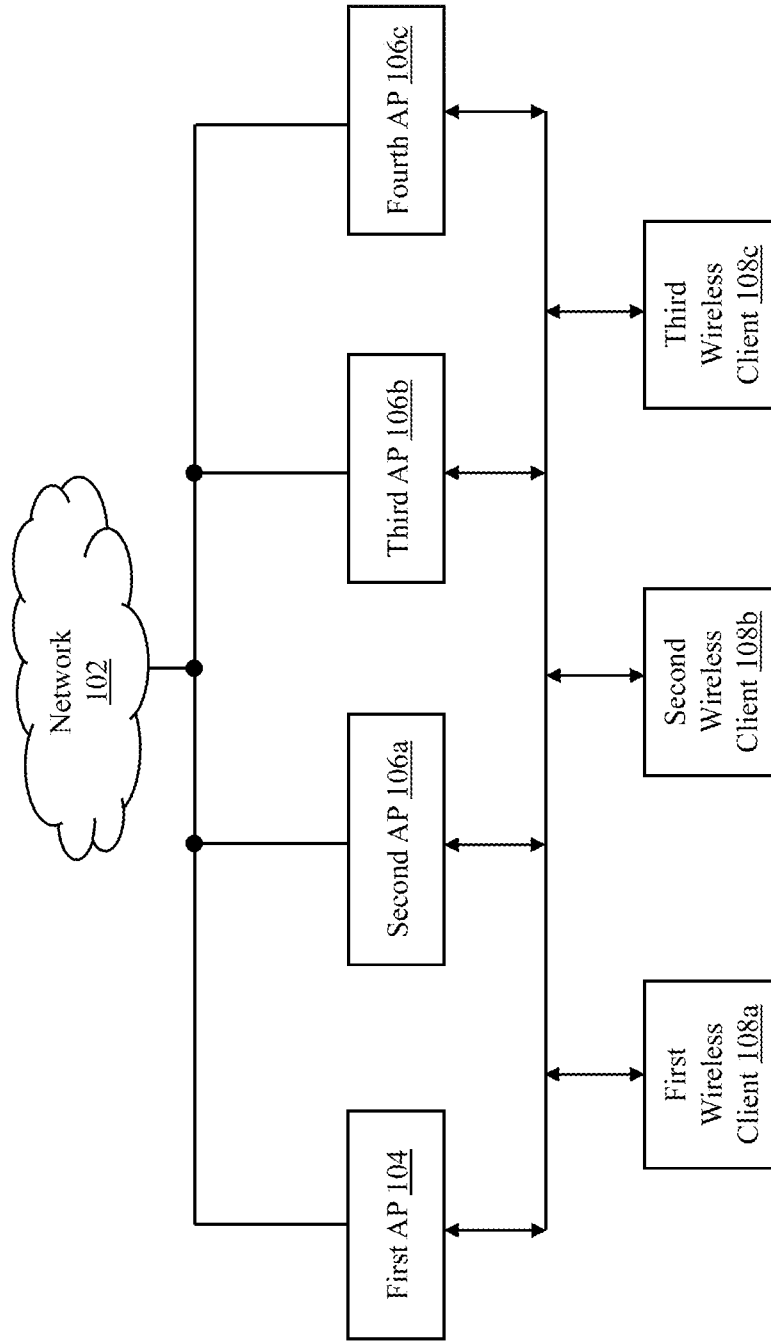 Network
102
First AP 104
Second AP 106a
Third AP 106b
Fourth AP 106c
First
Wireless
Client 108a
Second
Wireless
Client 108b
Third
Wireless
Client 108c